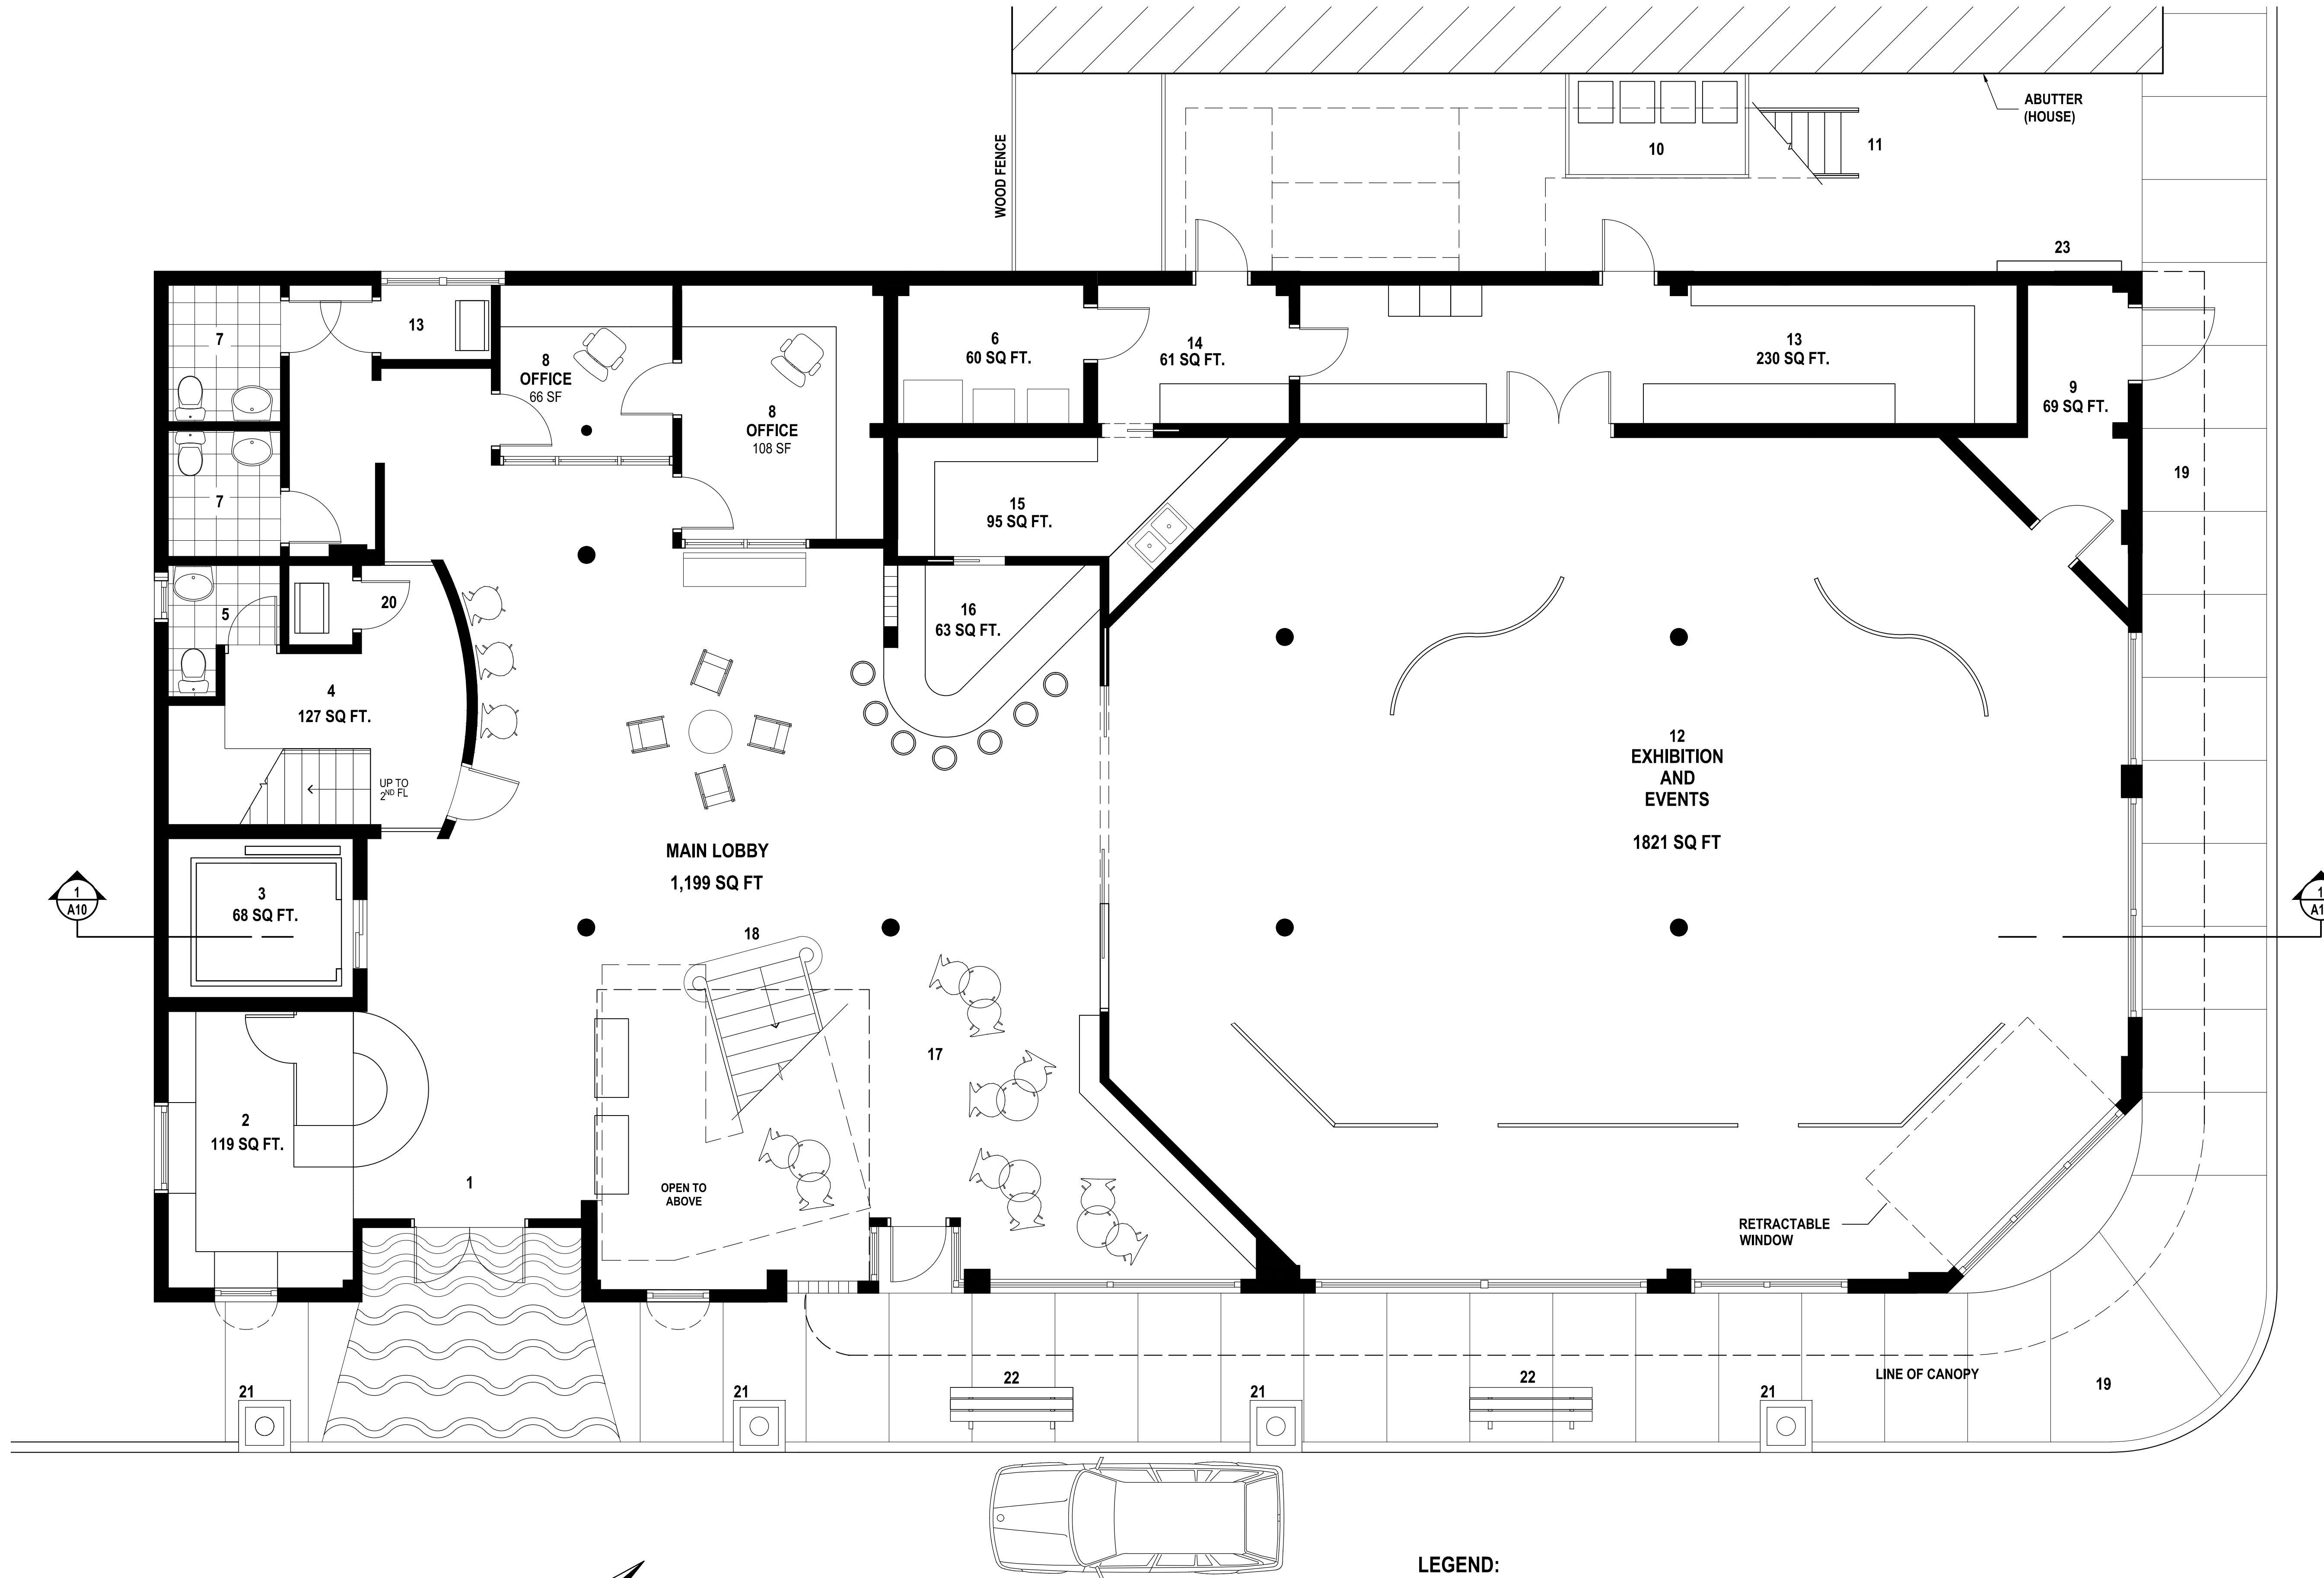 ABUTTER
(HOUSE)
WOOD FENCE
10
11
23
13
7
8
OFFICE
66 SF
8
OFFICE
108 SF
6
60 SQ FT.
14
61 SQ FT.
13
230 SQ FT.
9
69 SQ FT.
19
7
15
95 SQ FT.
5
20
16
63 SQ FT.
4
127 SQ FT.
UP TO
2ND FL
12
EXHIBITION
AND
EVENTS
1821 SQ FT
MAIN LOBBY
1,199 SQ FT
1
A10
3
68 SQ FT.
18
17
2
119 SQ FT.
1
OPEN TO
ABOVE
RETRACTABLE
WINDOW
LINE OF CANOPY
19
21
21
22
21
22
21
LEGEND: